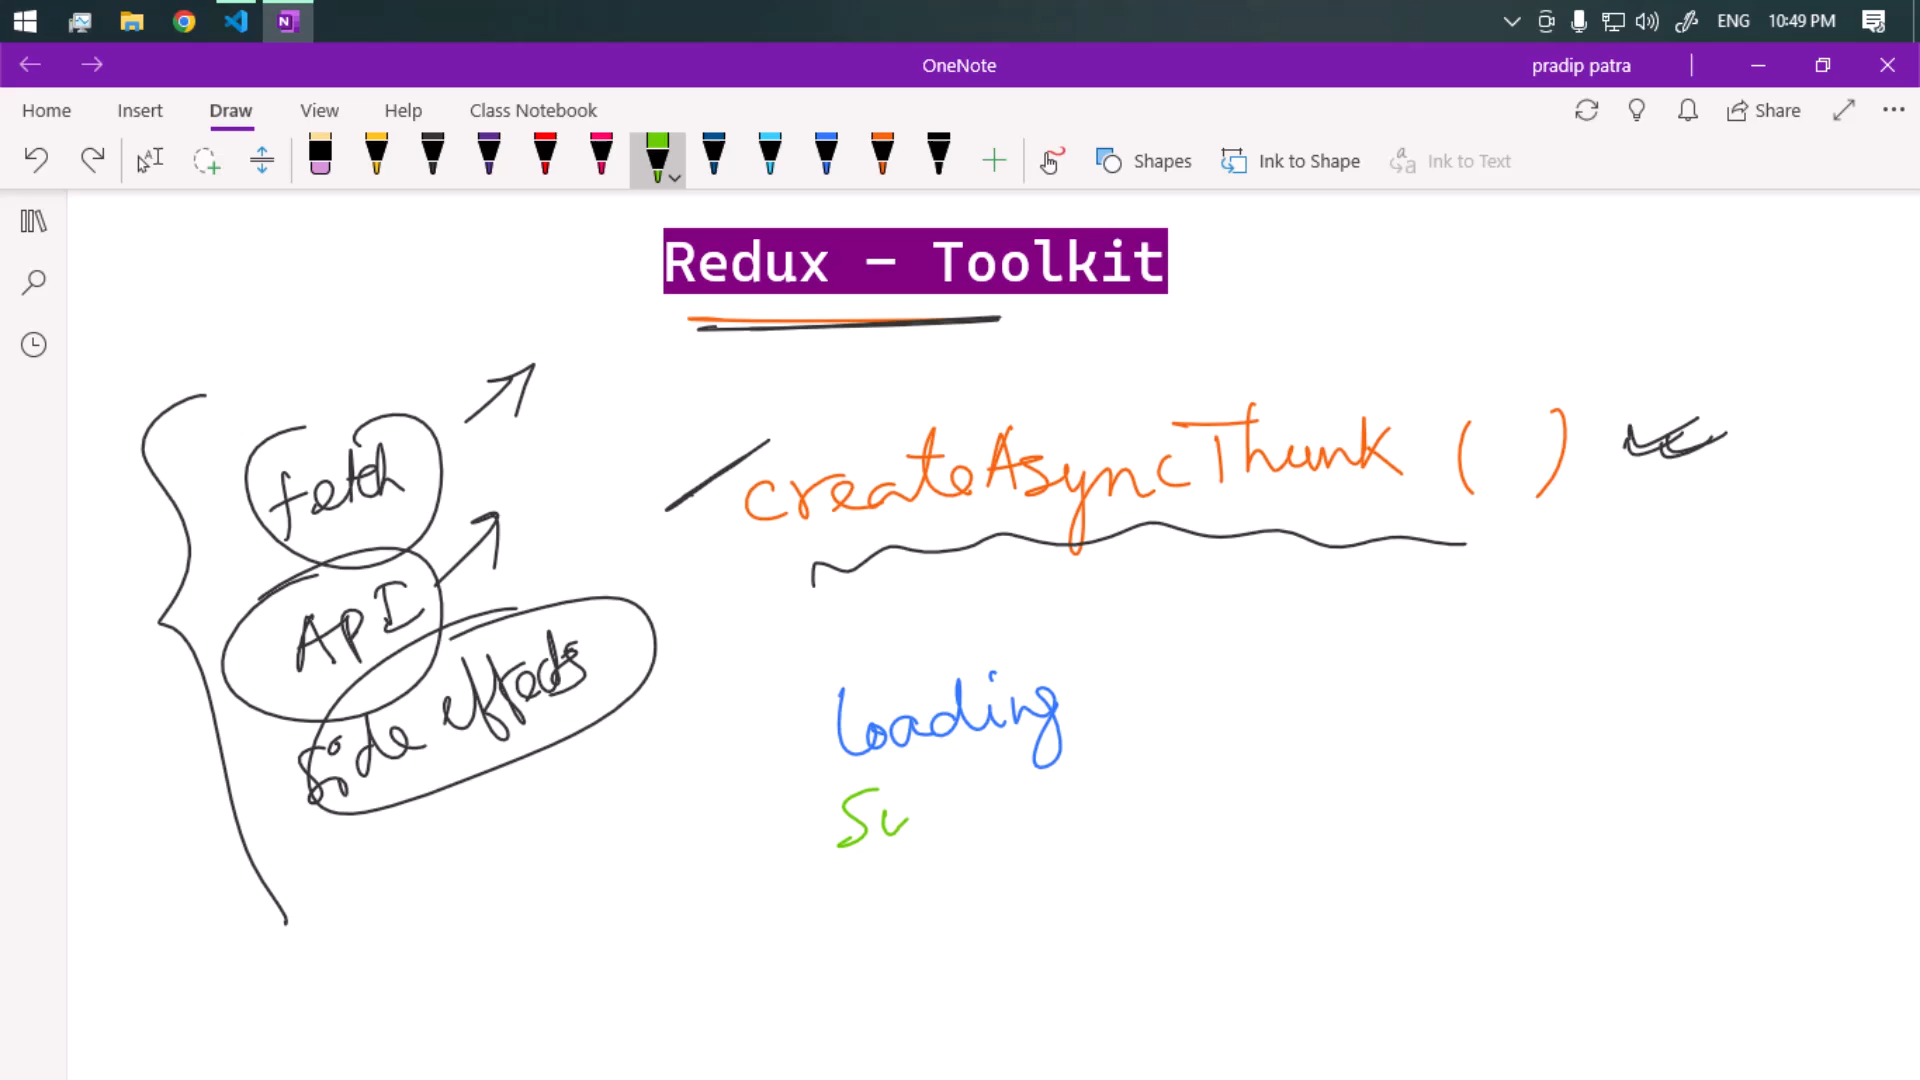 ENG 10:49 PM
OneNote
pradip patra
Home Insert Draw View Help Class Notebook
Share
Shapes Ink to Shape Ink to Text
Redux - Toolkit
fetch
createAsyncThunk ( )
API
side effects
Loading
Su